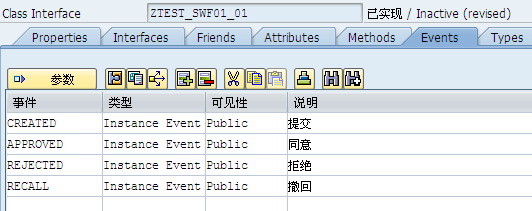 Class Interface ZTEST_SWF01_01 已实现 / Inactive (revised)
Properties Interfaces Friends Attributes Methods Events Types
参数
事件 类型 可见性 说明
CREATED Instance Event Public 提交
APPROVED Instance Event Public 同意
REJECTED Instance Event Public 拒绝
RECALL Instance Event Public 撤回